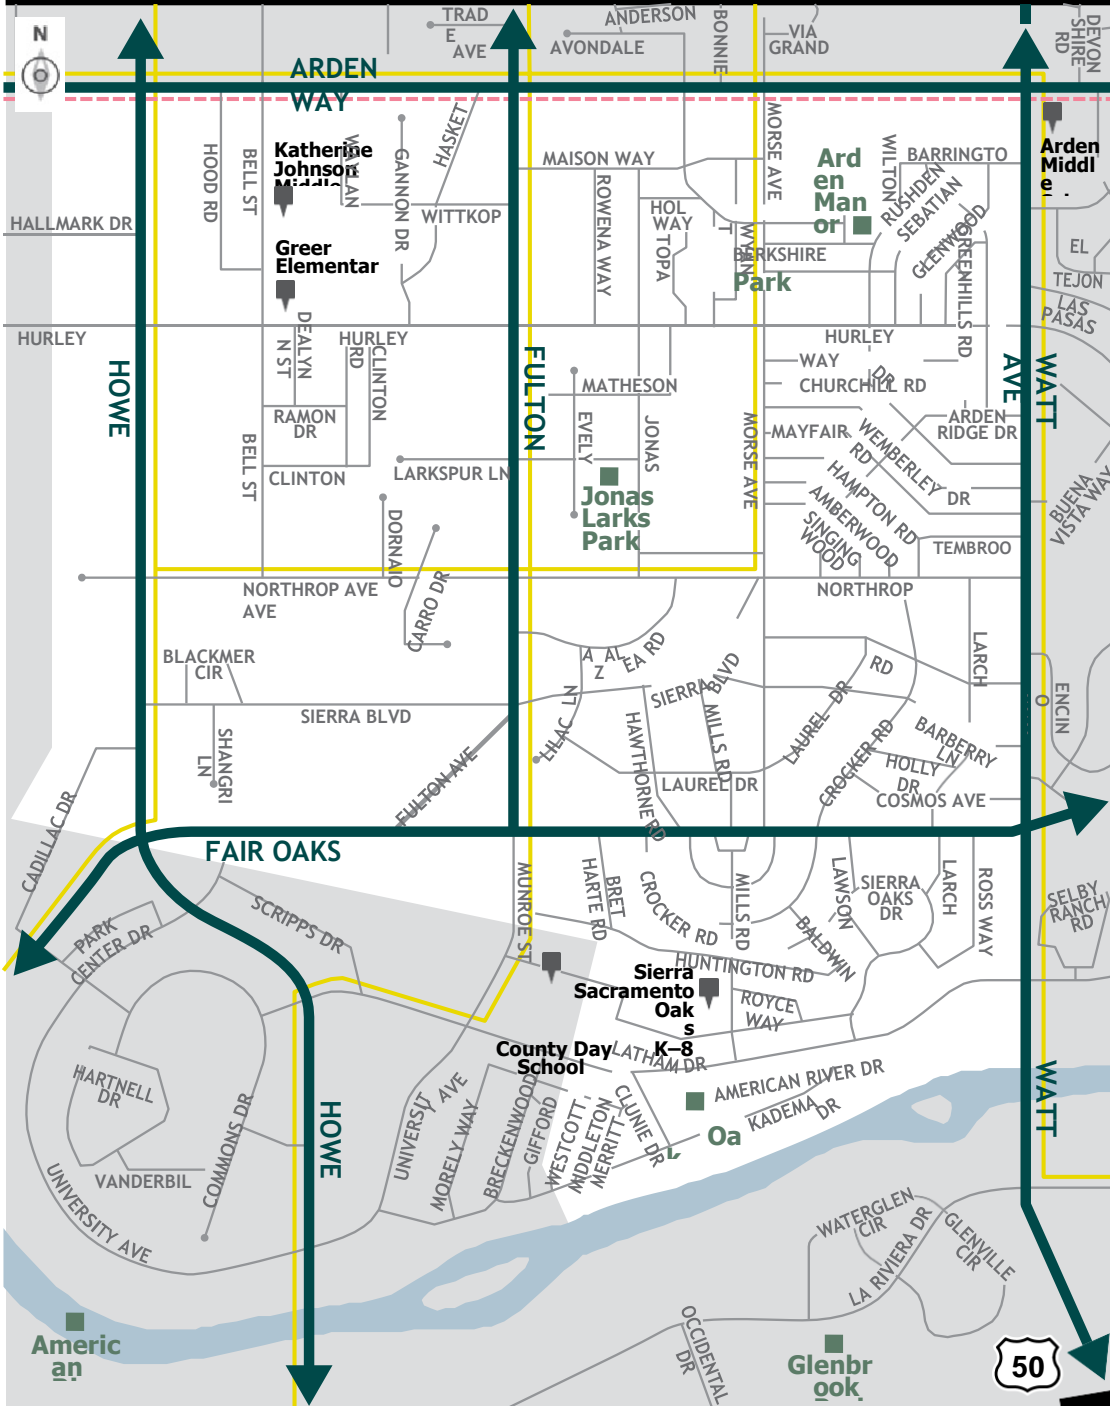 TRAD
E
AVE
ANDERSON
AVONDALE
BONNIE
VIA
GRAND
DEVON
SHIRE
RD
N
ARDEN
WAY
HOOD RD
BELL ST
Katherine
Johnson
Middle
GANNON DR
HASKET
WITTKOP
HALLMARK DR
Greer
Elementar
MAISON WAY
ROWENA WAY
HOL
WAY
TOPA
T
MORSE AVE
Ard
en
Man
or
Park
BERKSHIRE
WILTON
BARRINGTO
RUSHDEN
SEBATIAN
GLENWOOD
GREENHILLS RD
Arden
Middl
e
EL
TEJON
LAS
PASAS
HURLEY
DEALYN
N ST
HURLEY
RD
CLINTON
HURLEY
WAY
DR
CHURCHILL RD
HOWE
FULTON
WATT
AVE
MATHESON
RAMON
DR
EVELY
JONAS
MORSE AVE
MAYFAIR
RD
WEMBERLEY
DR
ARDEN
RIDGE DR
BELL ST
CLINTON
LARKSPUR LN
Jonas
Larks
Park
HAMPTON RD
AMBERWOOD
SINGING
WOOD
TEMBROO
BUENA
VISTA WAY
DORNAJO
CARRO DR
NORTHROP AVE
AVE
NORTHROP
BLACKMER
CIR
A
Z
AL
EA RD
SIERRA
BLVD
RD
LARCH
ENCIN
O
SIERRA BLVD
SHANGRI
LN
LILAC
LN
HAWTHORNE RD
MILLS RD
LAUREL
DR
CROCKER RD
BARBERRY
LN
HOLLY
DR
COSMOS AVE
LAUREL DR
FULTON AVE
CADILLAC DR
FAIR OAKS
MUNROE ST
BRET
HARTE RD
CROCKER RD
MILLS RD
LAWSON
SIERRA
OAKS
DR
LARCH
ROSS WAY
SELBY
RANCH
RD
PARK
CENTER DR
SCRIPPS DR
BALDWIN
HUNTINGTON RD
Sierra
Sacramento
Oak
s
K–8
County Day
School
ROYCE
WAY
LATHAM DR
AMERICAN RIVER DR
KADEMA
DR
HARTNELL
DR
COMMONS DR
HOWE
UNIVERSIT
Y AVE
MORELY WAY
BRECKENWOOD
GIFFORD
WESTCOTT
MIDDLETON
MERRITT
CLUNIE DR
Oa
k
WATT
VANDERBIL
UNIVERSITY AVE
WATERGLEN
CIR
LA RIVIERA DR
GLENVILLE
CIR
OCCIDENTAL
DR
Americ
an
Glenbr
ook
50